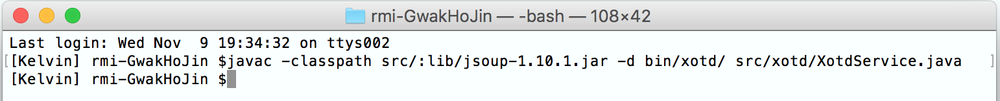 rmi-GwakHoJin — -bash — 108×42
Last login: Wed Nov  9 19:34:32 on ttys002
[[Kelvin] rmi-GwakHoJin $javac -classpath src/:lib/jsoup-1.10.1.jar -d bin/xotd/ src/xotd/XotdService.java ]
[Kelvin] rmi-GwakHoJin $